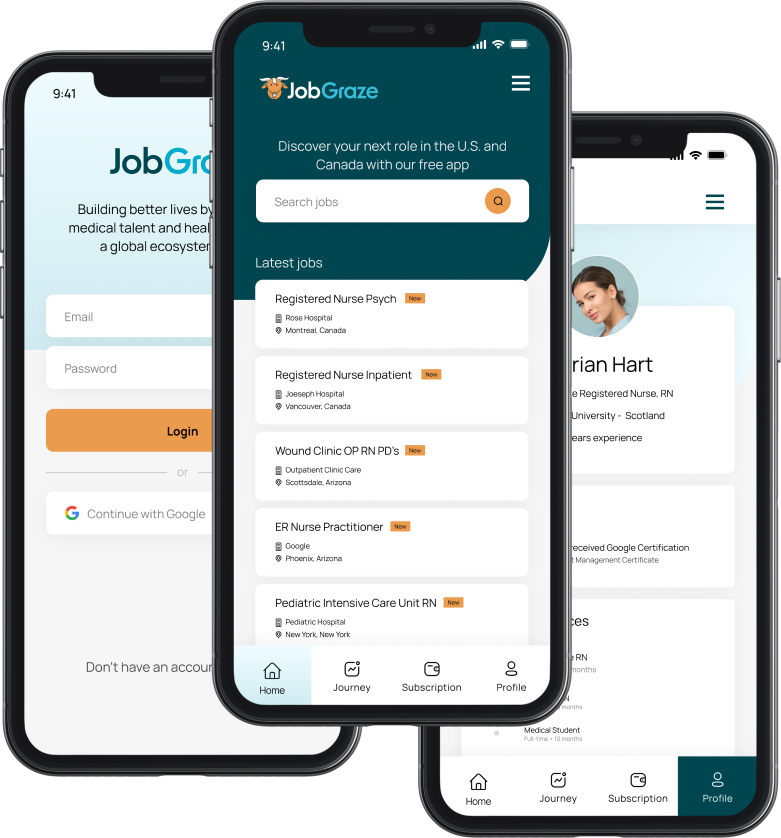 9:41
JobGra
Building better lives by
medical talent and heal
a global ecosyster
Email
Password
Login
or
Continue with Google
Don't have an accour
9:41
JobGraze
Discover your next role in the U.S. and
Canada with our free app
Search jobs
Latest jobs
Registered Nurse Psych New
Rose Hospital
Montreal, Canada
Registered Nurse Inpatient New
Joeseph Hospital
Vancouver, Canada
Wound Clinic OP RN PD's New
Outpatient Clinic Care
Scottsdale, Arizona
ER Nurse Practitioner New
Google
Phoenix, Arizona
Pediatric Intensive Care Unit RN New
Pediatric Hospital
New York, New York
Home Journey Subscription Profile
rian Hart
e Registered Nurse, RN
University - Scotland
ears experience
received Google Certification
t Management Certificate
ces
e RN
months
N
months
Medical Student
Full-time • 10 months
Home Journey Subscription Profile